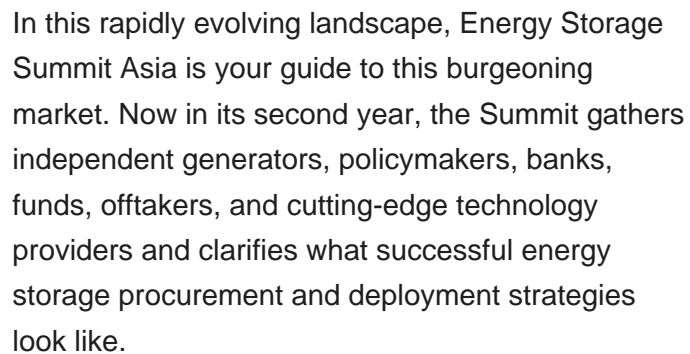 In this rapidly evolving landscape, Energy Storage
Summit Asia is your guide to this burgeoning
market. Now in its second year, the Summit gathers
independent generators, policymakers, banks,
funds, offtakers, and cutting-edge technology
providers and clarifies what successful energy
storage procurement and deployment strategies
look like.